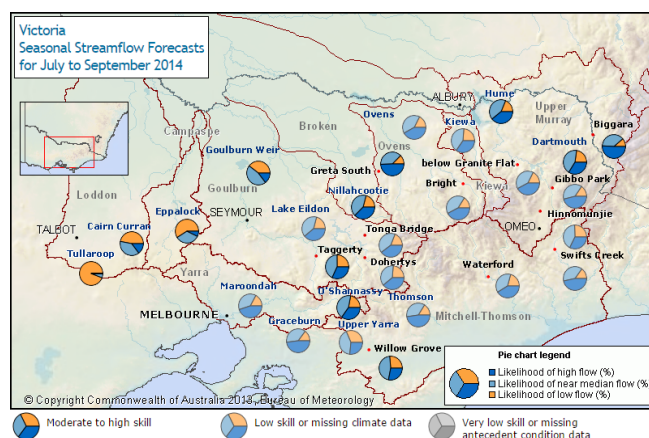 Victoria
Seasonal Streamflow Forecasts
for July to September 2014
ALBURY
Hume
Upper
Murray
Biggara
Ovens
Kiewa
Broken
Campaspe
Goulburn Weir
Dartmouth
Ovens
Greta South
below Granite Flat
Gibbo Park
Nillahcootie
Bright
Kiewa
Hinnomunjie
Loddon
Goulburn
Eppalock
SEYMOUR
Lake Eildon
TALBOT
Cairn Curran
Tonga Bridge
OMEO
Swifts Creek
Tullaroop
Taggerty
Dohertys
Waterford
Yarra
Maroondah
O'Shannassy
Thomson
MELBOURNE
Graceburn
Upper Yarra
Mitchell-Thomson
Willow Grove
Pie chart legend
Likelihood of high flow (%)
Likelihood of near median flow (%)
Likelihood of low flow (%)
© Copyright Commonwealth of Australia 2013, Bureau of Meteorology
Moderate to high skill
Low skill or missing climate data
Very low skill or missing
antecedent condition data